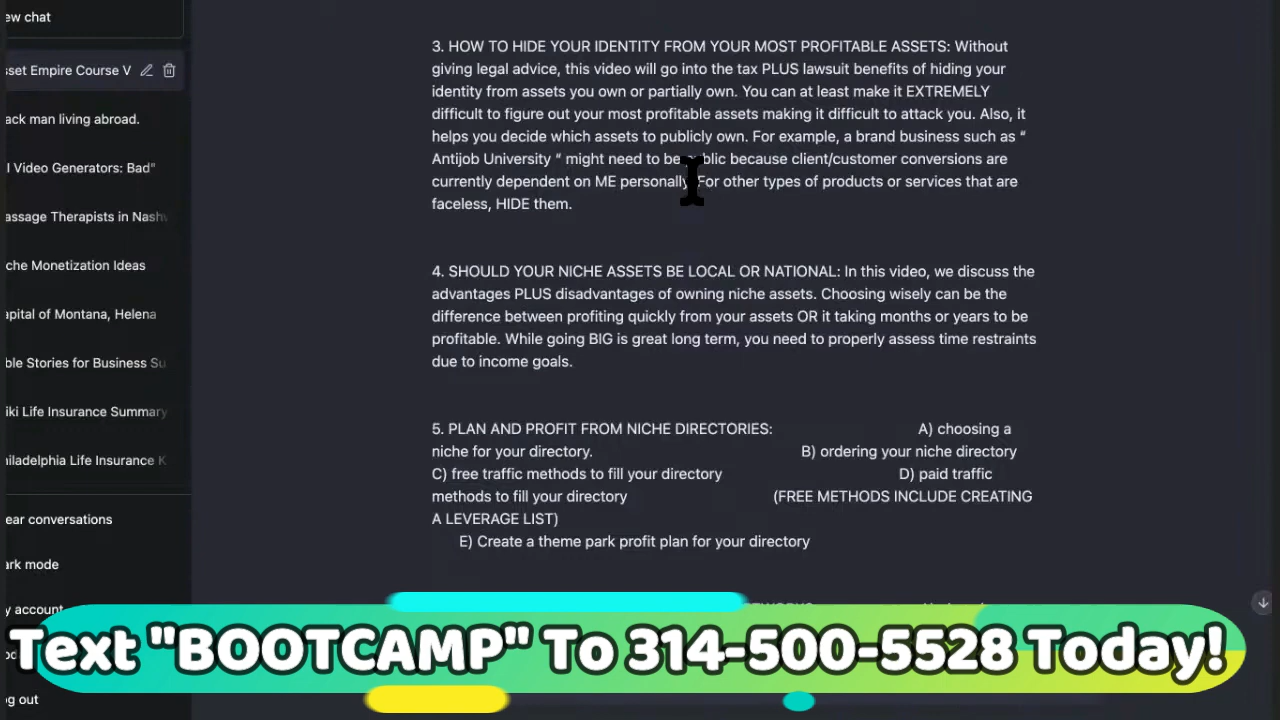 ew chat
sset Empire Course V
ack man living abroad.
l Video Generators: Bad"
assage Therapists in Nashv
che Monetization Ideas
apital of Montana, Helena
ble Stories for Business Su
iki Life Insurance Summary
hiladelphia Life Insurance K
ear conversations
ark mode
y account
og out
3. HOW TO HIDE YOUR IDENTITY FROM YOUR MOST PROFITABLE ASSETS: Without
giving legal advice, this video will go into the tax PLUS lawsuit benefits of hiding your
identity from assets you own or partially own. You can at least make it EXTREMELY
difficult to figure out your most profitable assets making it difficult to attack you. Also, it
helps you decide which assets to publicly own. For example, a brand business such as “
Antijob University “ might need to be public because client/customer conversions are
currently dependent on ME personally. For other types of products or services that are
faceless, HIDE them.
4. SHOULD YOUR NICHE ASSETS BE LOCAL OR NATIONAL: In this video, we discuss the
advantages PLUS disadvantages of owning niche assets. Choosing wisely can be the
difference between profiting quickly from your assets OR it taking months or years to be
profitable. While going BIG is great long term, you need to properly assess time restraints
due to income goals.
5. PLAN AND PROFIT FROM NICHE DIRECTORIES: A) choosing a
niche for your directory. B) ordering your niche directory
C) free traffic methods to fill your directory D) paid traffic
methods to fill your directory (FREE METHODS INCLUDE CREATING
A LEVERAGE LIST)
E) Create a theme park profit plan for your directory
Text "BOOTCAMP" To 314-500-5528 Today!